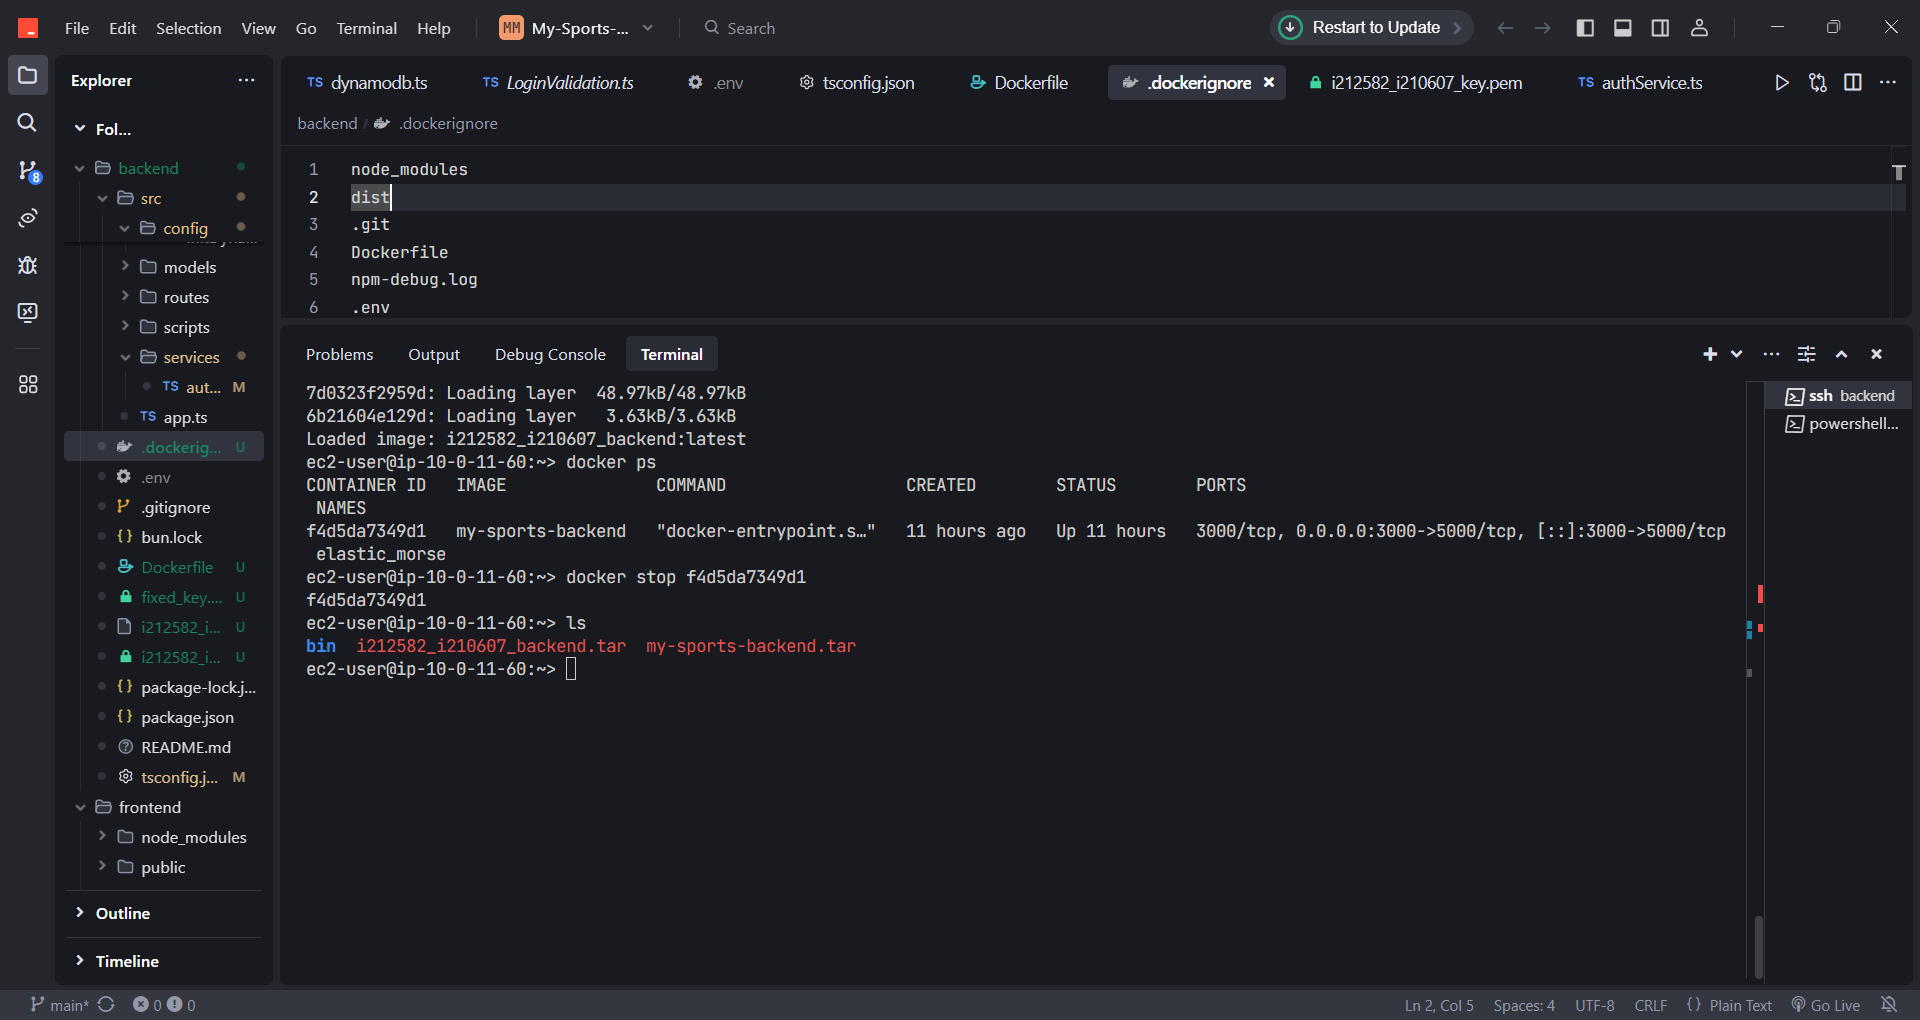 File Edit Selection View Go Terminal Help MM My-Sports-... Search Restart to Update
Explorer ...
Fol...
backend
src
config
models
routes
scripts
services
TS aut... M
TS app.ts
.dockerig... U
.env
.gitignore
{} bun.lock
Dockerfile U
fixed_key.... U
i212582_i... U
i212582_i... U
{} package-lock.j...
{} package.json
README.md
tsconfig.j... M
frontend
node_modules
public
Outline
Timeline
TS dynamodb.ts TS LoginValidation.ts .env tsconfig.json Dockerfile .dockerignore i212582_i210607_key.pem TS authService.ts
backend / .dockerignore
1 node_modules
2 dist
3 .git
4 Dockerfile
5 npm-debug.log
6 .env
Problems Output Debug Console Terminal
7d0323f2959d: Loading layer 48.97kB/48.97kB
6b21604e129d: Loading layer 3.63kB/3.63kB
Loaded image: i212582_i210607_backend:latest
ec2-user@ip-10-0-11-60:~> docker ps
CONTAINER ID IMAGE COMMAND CREATED STATUS PORTS
NAMES
f4d5da7349d1 my-sports-backend "docker-entrypoint.s…" 11 hours ago Up 11 hours 3000/tcp, 0.0.0.0:3000->5000/tcp, [::]:3000->5000/tcp
elastic_morse
ec2-user@ip-10-0-11-60:~> docker stop f4d5da7349d1
f4d5da7349d1
ec2-user@ip-10-0-11-60:~> ls
bin i212582_i210607_backend.tar my-sports-backend.tar
ec2-user@ip-10-0-11-60:~>
ssh backend
powershell...
8
main* 0 0 Ln 2, Col 5 Spaces: 4 UTF-8 CRLF {} Plain Text Go Live